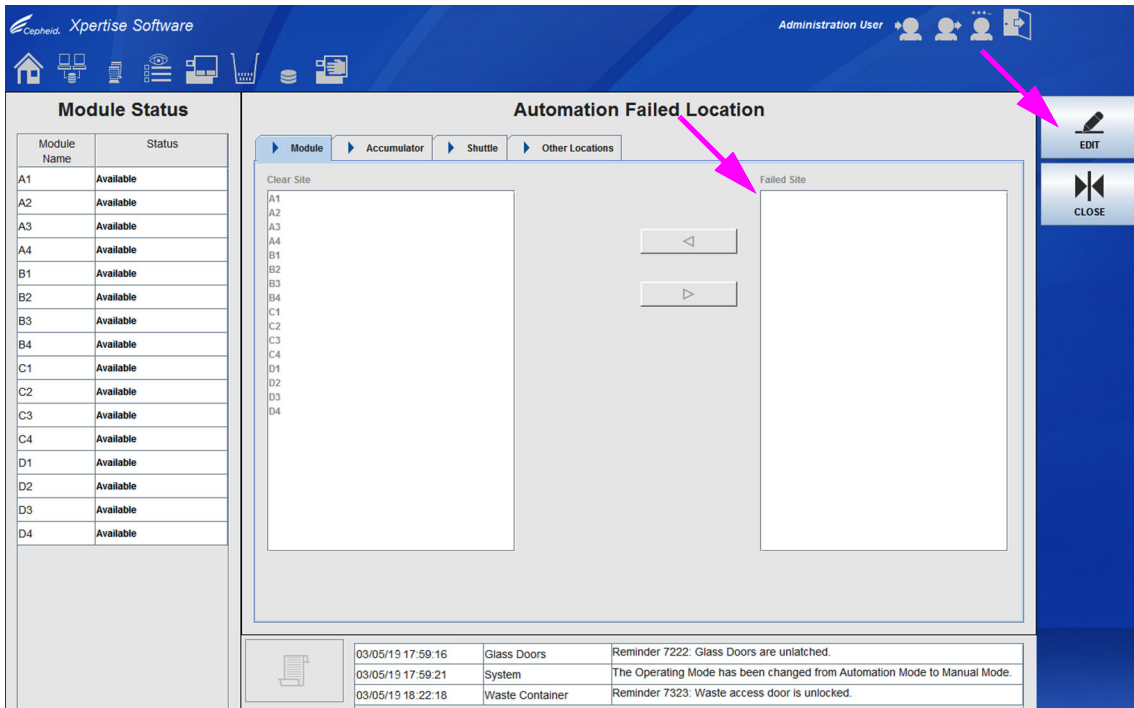 Cepheid. Xpertise Software
Administration User
Module Status
Module Name
Status
A1 Available
A2 Available
A3 Available
A4 Available
B1 Available
B2 Available
B3 Available
B4 Available
C1 Available
C2 Available
C3 Available
C4 Available
D1 Available
D2 Available
D3 Available
D4 Available
Automation Failed Location
Module Accumulator Shuttle Other Locations
Clear Site
A1
A2
A3
A4
B1
B2
B3
B4
C1
C2
C3
C4
D1
D2
D3
D4
Failed Site
EDIT
CLOSE
03/05/19 17:59:16 Glass Doors Reminder 7222: Glass Doors are unlatched.
03/05/19 17:59:21 System The Operating Mode has been changed from Automation Mode to Manual Mode.
03/05/19 18:22:18 Waste Container Reminder 7323: Waste access door is unlocked.